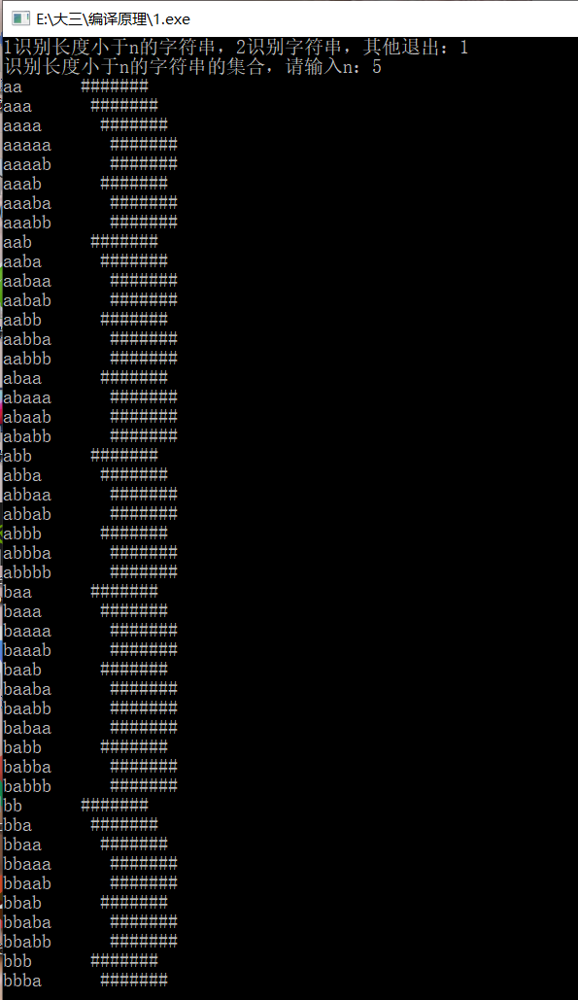 E:\大三\编译原理\1.exe
1识别长度小于n的字符串，2识别字符串，其他退出：1
识别长度小于n的字符串的集合，请输入n：5
aa      #######
aaa      #######
aaaa      #######
aaaaa      #######
aaaab      #######
aaab      #######
aaaba      #######
aaabb      #######
aab      #######
aaba      #######
aabaa      #######
aabab      #######
aabb      #######
aabba      #######
aabbb      #######
abaa      #######
abaaa      #######
abaab      #######
ababb      #######
abb      #######
abba      #######
abbaa      #######
abbab      #######
abbb      #######
abbba      #######
abbbb      #######
baa      #######
baaa      #######
baaaa      #######
baaab      #######
baab      #######
baaba      #######
baabb      #######
babaa      #######
babb      #######
babba      #######
babbb      #######
bb      #######
bba      #######
bbaa      #######
bbaaa      #######
bbaab      #######
bbab      #######
bbaba      #######
bbabb      #######
bbb      #######
bbba      #######